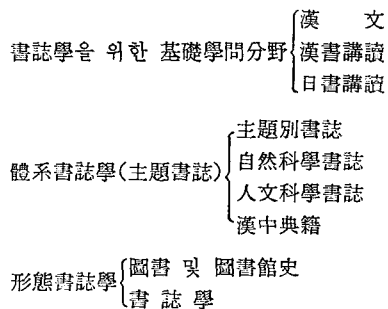 漢文
書誌學을 위한 基礎學問分野 漢書講讀
日書講讀
主題別書誌
體系書誌學(主題書誌) 自然科學書誌
人文科學書誌
漢中典籍
形態書誌學 圖書 및 圖書館史
書誌學